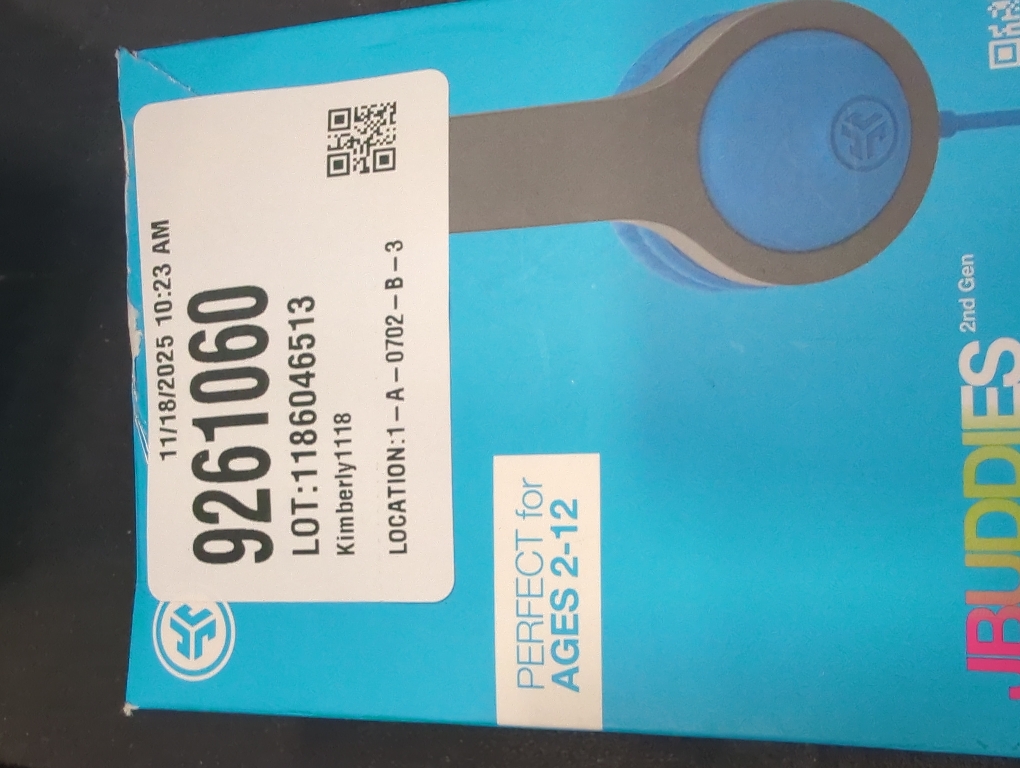 11/18/2025 10:23 AM
9261060
LOT:1186046513
Kimberly1118
LOCATION:1-A-0702-B-3
PERFECT for
AGES 2-12
JBUDDIES 2nd Gen